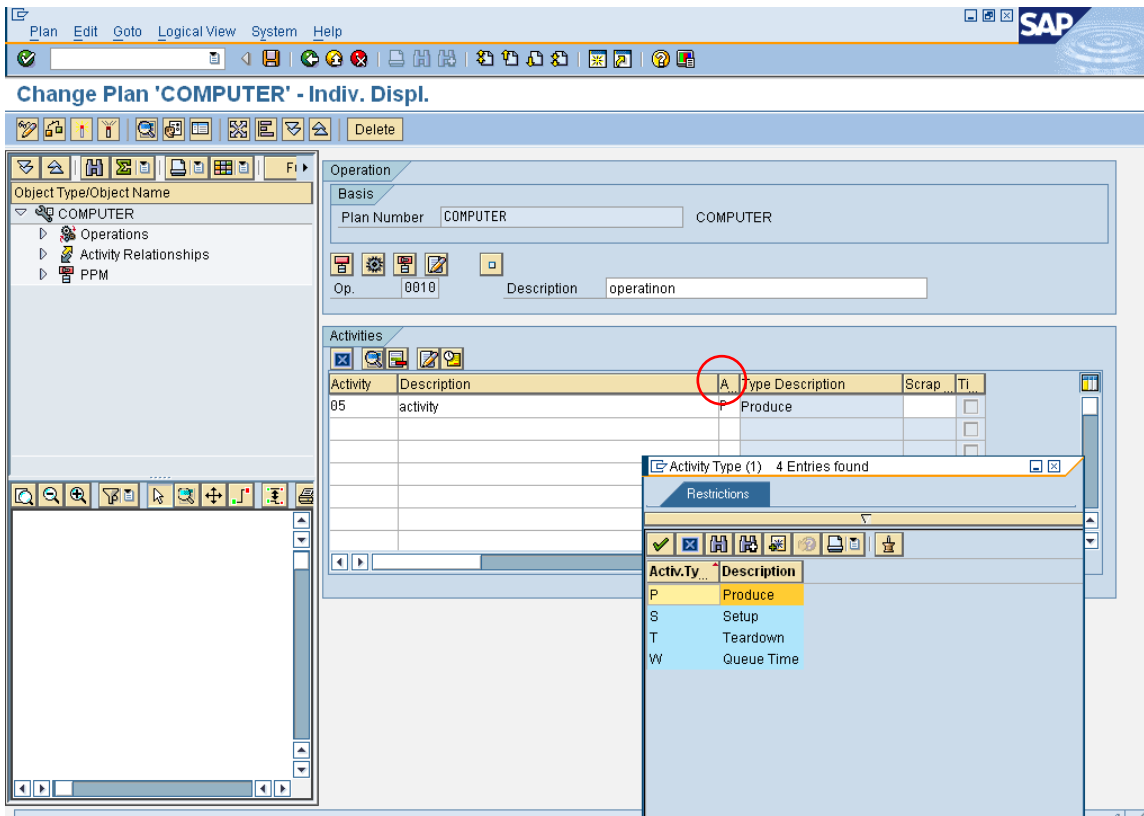 Plan Edit Goto Logical View System Help
SAP
Change Plan 'COMPUTER' - Indiv. Displ.
Delete
Fi
Object Type/Object Name
COMPUTER
Operations
Activity Relationships
PPM
Operation
Basis
Plan Number COMPUTER COMPUTER
Op. 0010 Description operatinon
Activities
Activity Description A... Type Description Scrap ... Ti...
05 activity P Produce
Activity Type (1) 4 Entries found
Restrictions
Activ.Ty... Description
P Produce
S Setup
T Teardown
W Queue Time